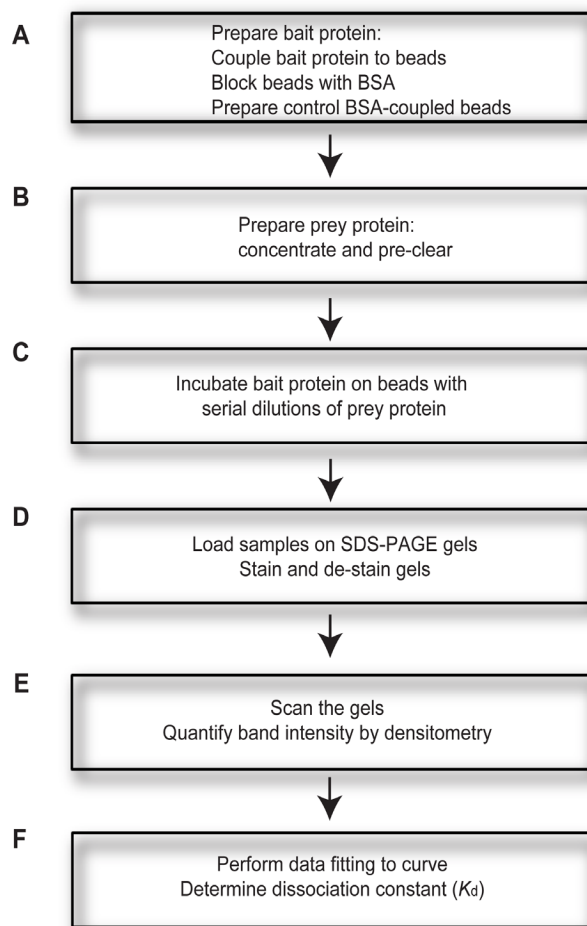 A
Prepare bait protein:
Couple bait protein to beads
Block beads with BSA
Prepare control BSA-coupled beads
B
Prepare prey protein:
concentrate and pre-clear
C
Incubate bait protein on beads with
serial dilutions of prey protein
D
Load samples on SDS-PAGE gels
Stain and de-stain gels
E
Scan the gels
Quantify band intensity by densitometry
F
Perform data fitting to curve
Determine dissociation constant (Kd)